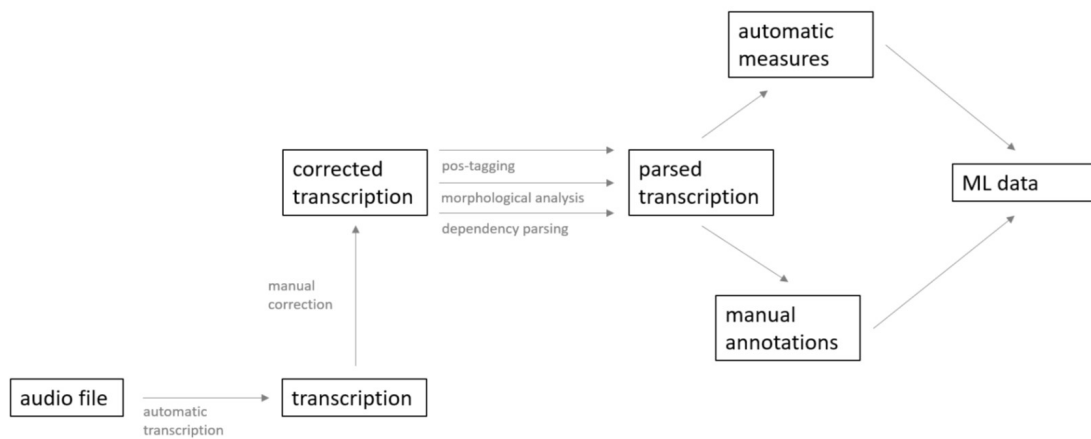 automatic
measures
corrected
transcription
pos-tagging
morphological analysis
dependency parsing
parsed
transcription
ML data
manual
correction
manual
annotations
audio file
automatic
transcription
transcription